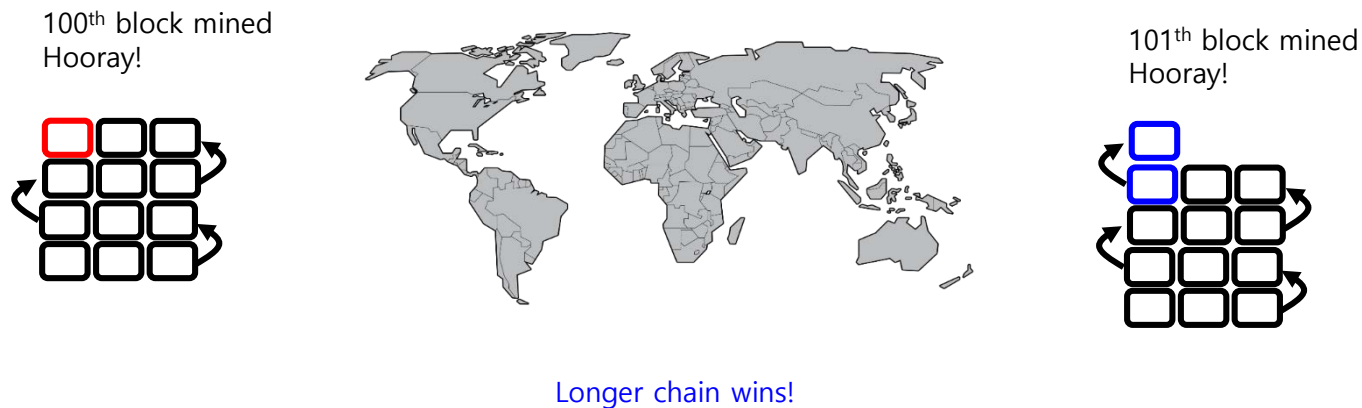 100th block mined
Hooray!
101th block mined
Hooray!
Longer chain wins!